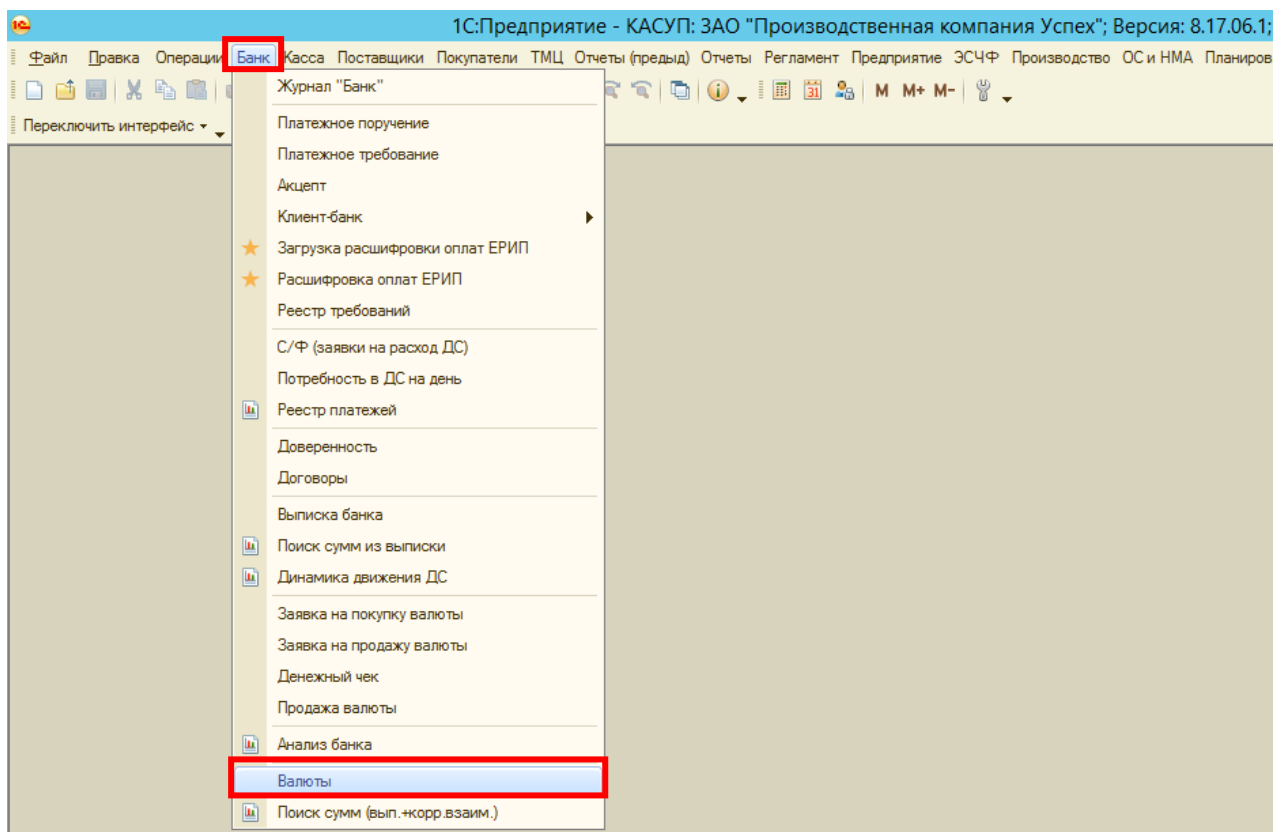 1С:Предприятие - КАСУП: ЗАО "Производственная компания Успех"; Версия: 8.17.06.1;
Файл Правка Операции Банк Касса Поставщики Покупатели ТМЦ Отчеты (предыд) Отчеты Регламент Предприятие ЭСЧФ Производство ОС и НМА Планиров
M M+ M-
Переключить интерфейс
Журнал "Банк"
Платежное поручение
Платежное требование
Акцепт
Клиент-банк
Загрузка расшифровки оплат ЕРИП
Расшифровка оплат ЕРИП
Реестр требований
С/Ф (заявки на расход ДС)
Потребность в ДС на день
Реестр платежей
Доверенность
Договоры
Выписка банка
Поиск сумм из выписки
Динамика движения ДС
Заявка на покупку валюты
Заявка на продажу валюты
Денежный чек
Продажа валюты
Анализ банка
Валюты
Поиск сумм (вып.+корр.взаим.)